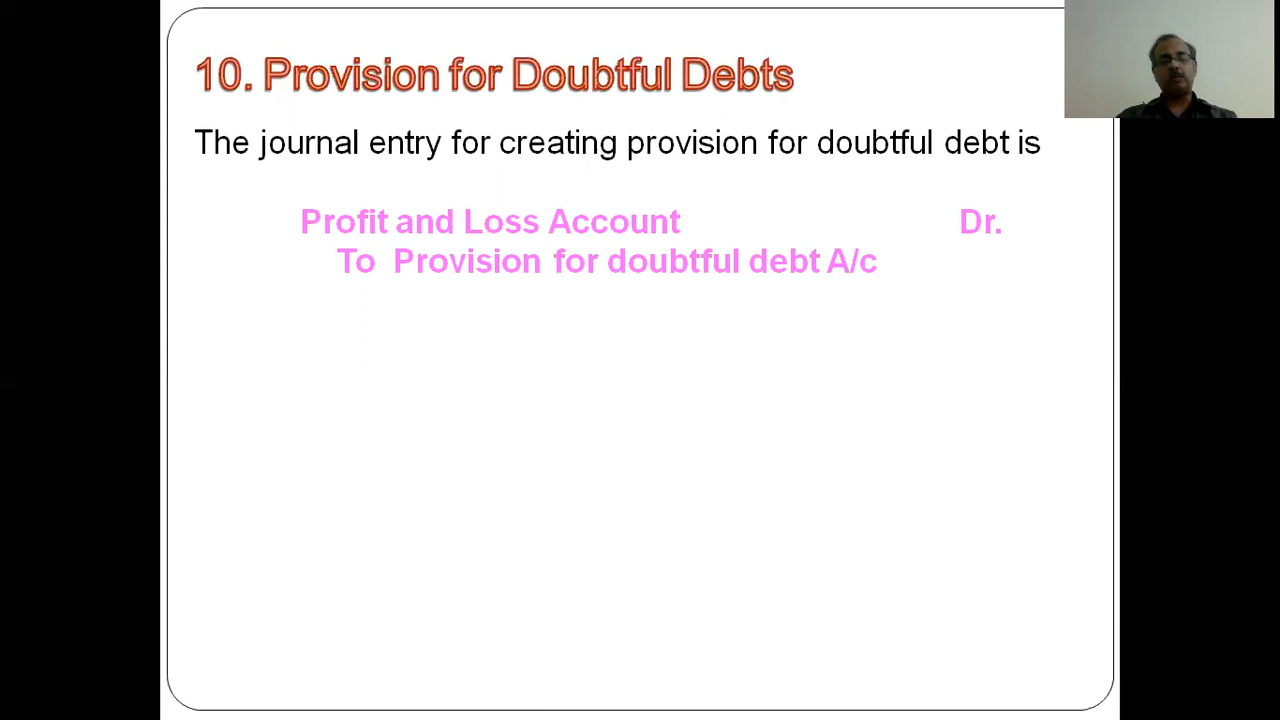 10. Provision for Doubtful Debts
The journal entry for creating provision for doubtful debt is
Profit and Loss Account Dr.
To Provision for doubtful debt A/c